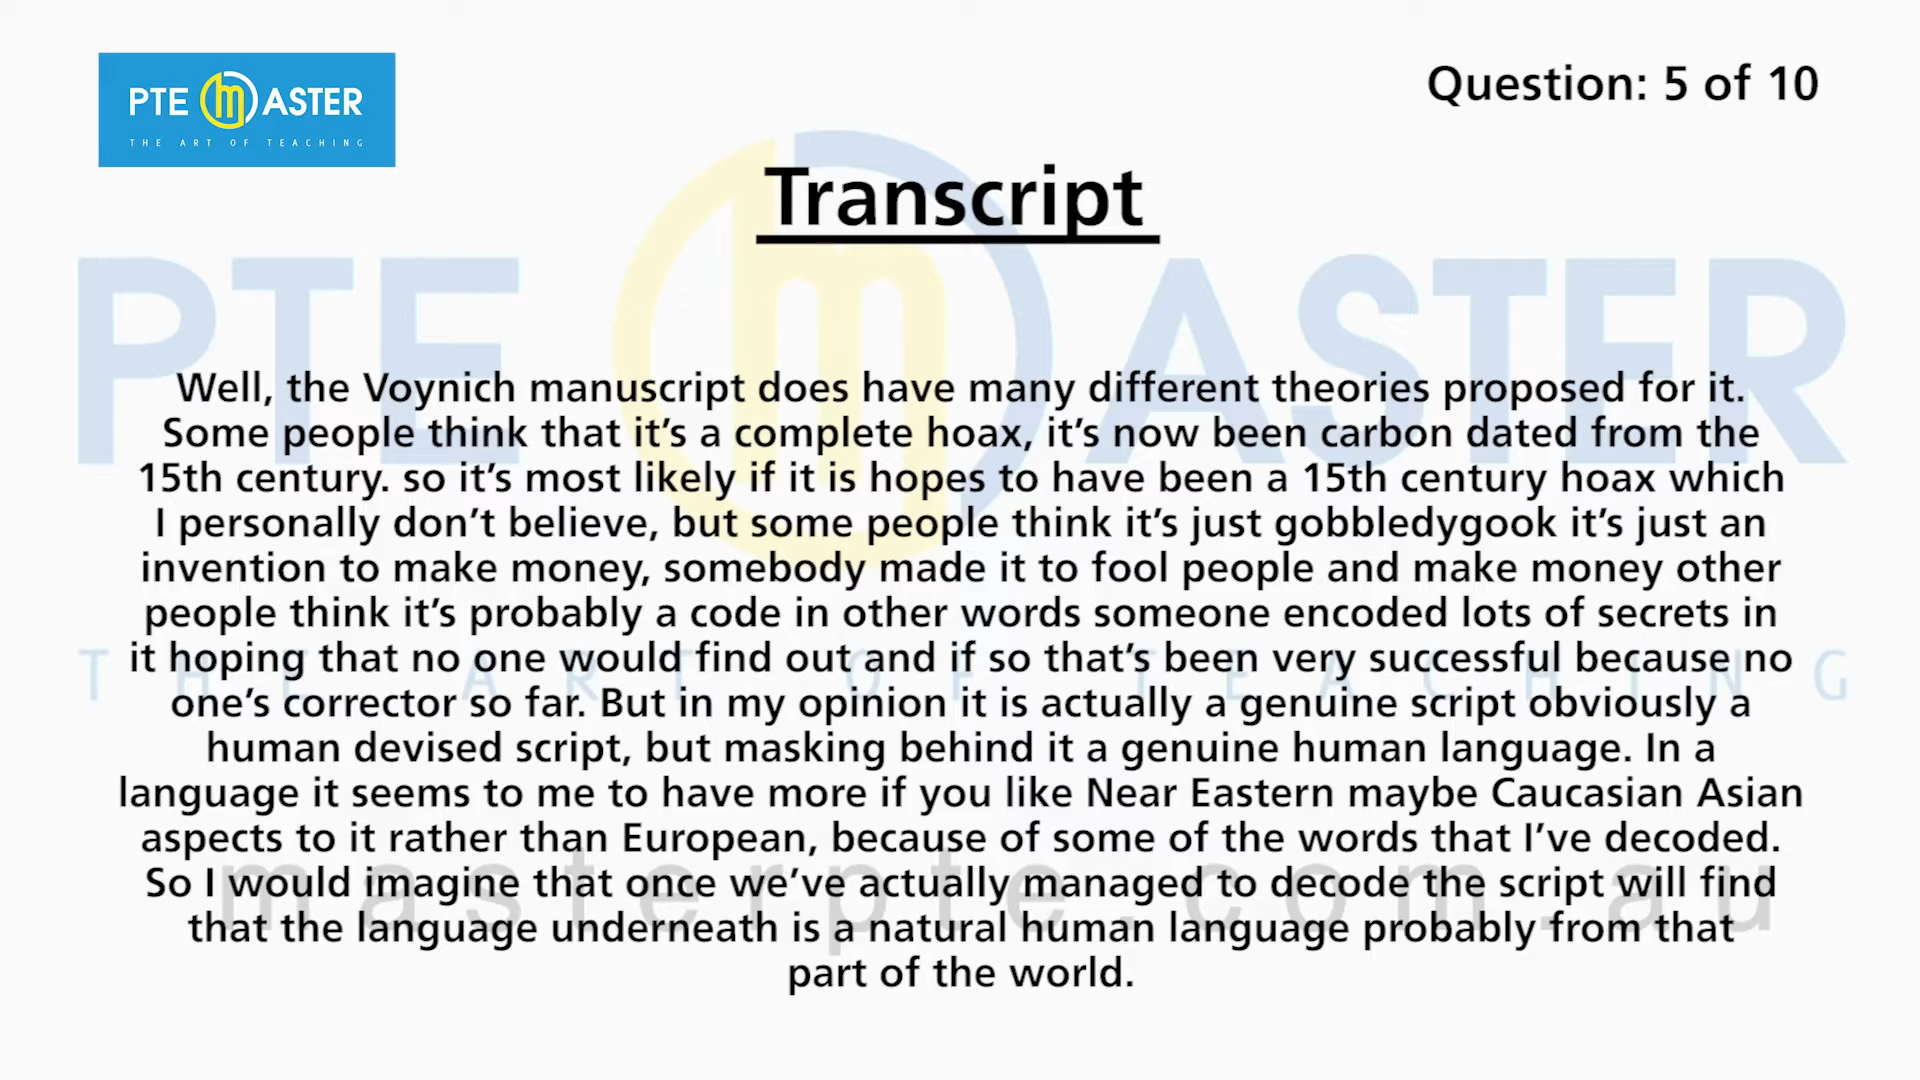 PTE MASTER
THE ART OF TEACHING
Question: 5 of 10
Transcript
Well, the Voynich manuscript does have many different theories proposed for it.
Some people think that it's a complete hoax, it's now been carbon dated from the
15th century. so it's most likely if it is hopes to have been a 15th century hoax which
I personally don't believe, but some people think it's just gobbledygook it's just an
invention to make money, somebody made it to fool people and make money other
people think it's probably a code in other words someone encoded lots of secrets in
it hoping that no one would find out and if so that's been very successful because no
one's corrector so far. But in my opinion it is actually a genuine script obviously a
human devised script, but masking behind it a genuine human language. In a
language it seems to me to have more if you like Near Eastern maybe Caucasian Asian
aspects to it rather than European, because of some of the words that I've decoded.
So I would imagine that once we've actually managed to decode the script will find
that the language underneath is a natural human language probably from that
part of the world.
PTE MASTER
THE ART OF TEACHING
masterpte.com.au